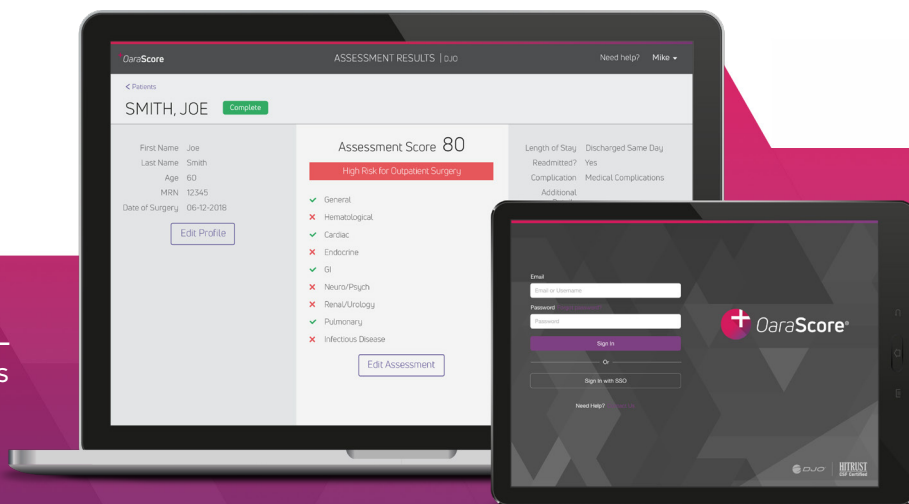 OaraScore
ASSESSMENT RESULTS | DJO
Need help? Mike
Patients
SMITH, JOE Complete
First Name Joe
Last Name Smith
Age 60
MRN 12345
Date of Surgery 06-12-2018
Edit Profile
Assessment Score 80
High Risk for Outpatient Surgery
General
Hematological
Cardiac
Endocrine
GI
Neuro/Psych
Renal/Urology
Pulmonary
Infectious Disease
Edit Assessment
Length of Stay Discharged Same Day
Readmitted? Yes
Complication Medical Complications
Additional
s
Email
Email or Username
Password
Password
Sign In
Or
Sign In with SSO
Need Help?
OaraScore®
DJO
HITRUST
CSF Certified